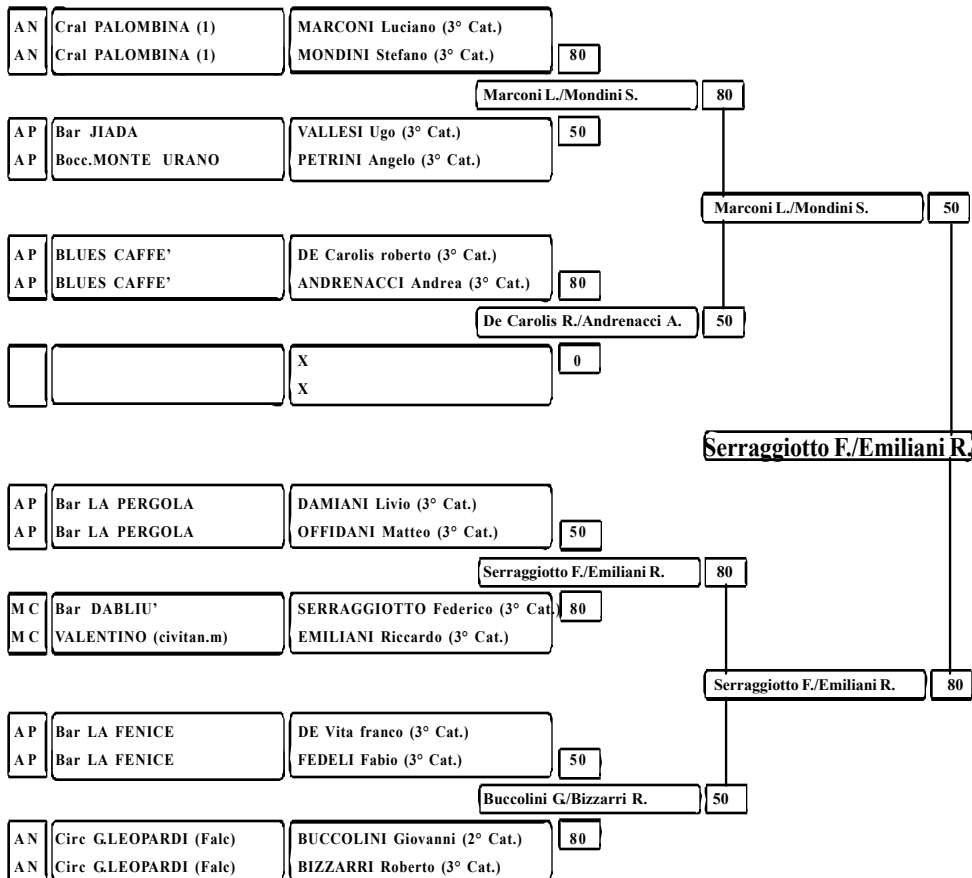 A N Cral PALOMBINA (1) MARCONI Luciano (3° Cat.)
A N Cral PALOMBINA (1) MONDINI Stefano (3° Cat.) 80
Marconi L./Mondini S. 80
A P Bar JIADA VALLESI Ugo (3° Cat.) 50
A P Bocc.MONTE URANO PETRINI Angelo (3° Cat.)
Marconi L./Mondini S. 50
A P BLUES CAFFE’ DE Carolis roberto (3° Cat.)
A P BLUES CAFFE’ ANDRENACCI Andrea (3° Cat.) 80
De Carolis R./Andrenacci A. 50
X 0
X
Serraggiotto F./Emiliani R.
A P Bar LA PERGOLA DAMIANI Livio (3° Cat.)
A P Bar LA PERGOLA OFFIDANI Matteo (3° Cat.) 50
Serraggiotto F./Emiliani R. 80
M C Bar DABLIU’ SERRAGGIOTTO Federico (3° Cat.) 80
M C VALENTINO (civitan.m) EMILIANI Riccardo (3° Cat.)
Serraggiotto F./Emiliani R. 80
A P Bar LA FENICE DE Vita franco (3° Cat.)
A P Bar LA FENICE FEDELI Fabio (3° Cat.) 50
Buccolini G./Bizzarri R. 50
A N Circ G.LEOPARDI (Falc) BUCCOLINI Giovanni (2° Cat.) 80
A N Circ G.LEOPARDI (Falc) BIZZARRI Roberto (3° Cat.)